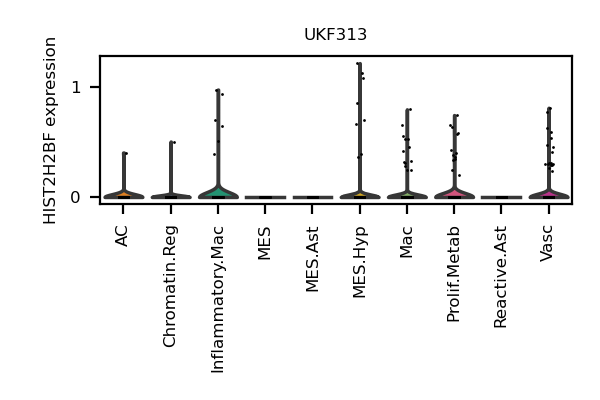 UKF313
HIST2H2BF expression
1
0
AC
Chromatin.Reg
Inflammatory.Mac
MES
MES.Ast
MES.Hyp
Mac
Prolif.Metab
Reactive.Ast
Vasc